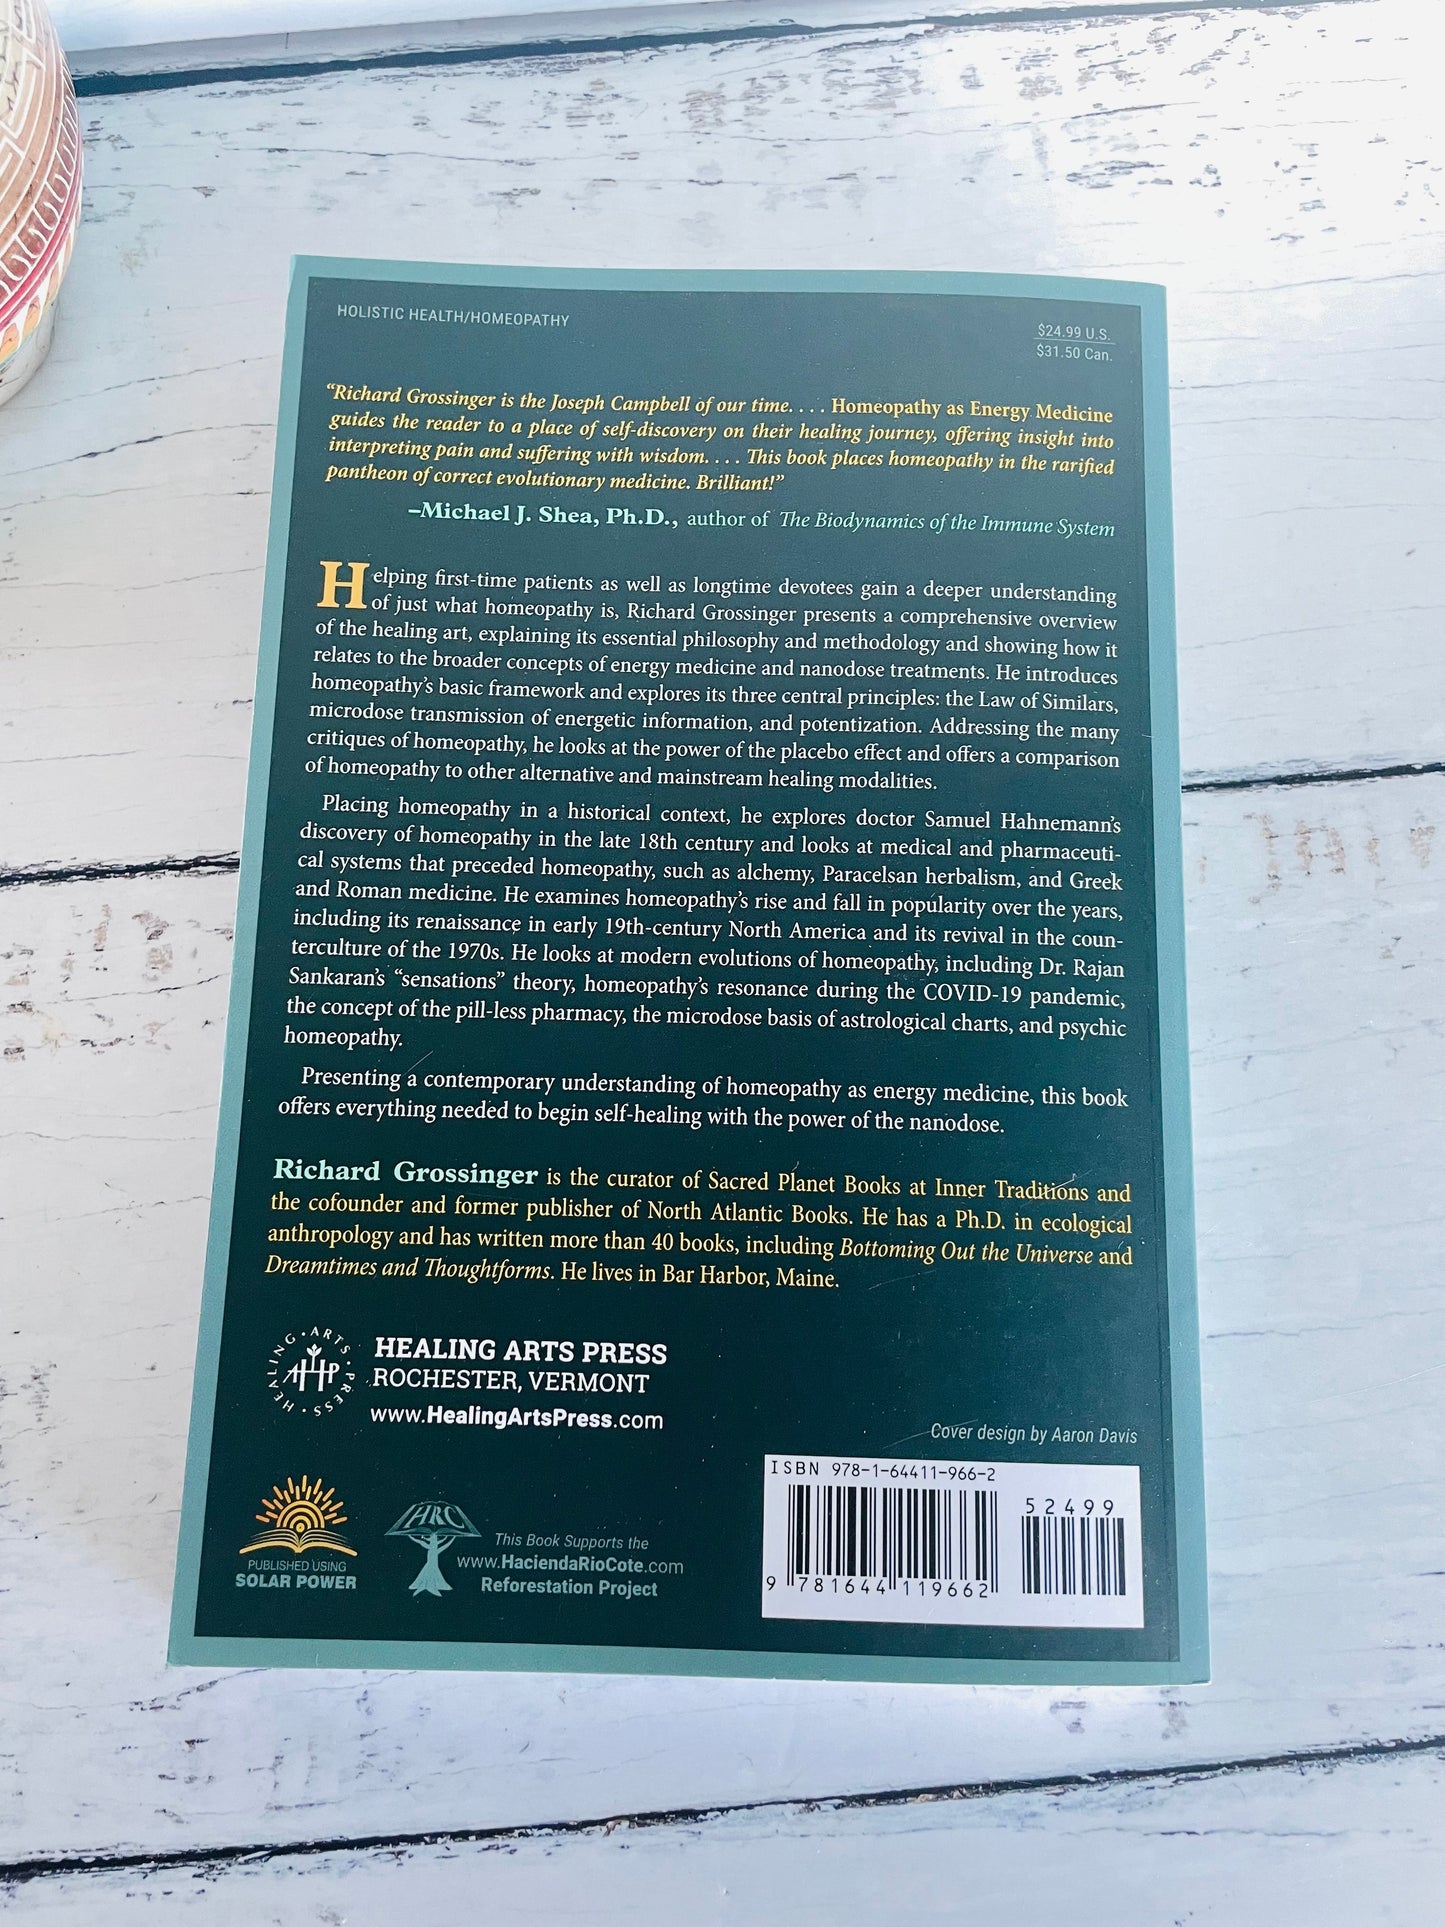 HOLISTIC HEALTH/HOMEOPATHY
$24.99 U.S.
$31.50 Can.
“Richard Grossinger is the Joseph Campbell of our time. . . . Homeopathy as Energy Medicine
guides the reader to a place of self-discovery on their healing journey, offering insight into
interpreting pain and suffering with wisdom. . . . This book places homeopathy in the rarified
pantheon of correct evolutionary medicine. Brilliant!”
–Michael J. Shea, Ph.D., author of The Biodynamics of the Immune System
Helping first-time patients as well as longtime devotees gain a deeper understanding
of just what homeopathy is, Richard Grossinger presents a comprehensive overview
of the healing art, explaining its essential philosophy and methodology and showing how it
relates to the broader concepts of energy medicine and nanodose treatments. He introduces
homeopathy’s basic framework and explores its three central principles: the Law of Similars,
microdose transmission of energetic information, and potentization. Addressing the many
critiques of homeopathy, he looks at the power of the placebo effect and offers a comparison
of homeopathy to other alternative and mainstream healing modalities.
Placing homeopathy in a historical context, he explores doctor Samuel Hahnemann’s
discovery of homeopathy in the late 18th century and looks at medical and pharmaceuti-
cal systems that preceded homeopathy, such as alchemy, Paracelsan herbalism, and Greek
and Roman medicine. He examines homeopathy’s rise and fall in popularity over the years,
including its renaissance in early 19th-century North America and its revival in the coun-
terculture of the 1970s. He looks at modern evolutions of homeopathy, including Dr. Rajan
Sankaran’s “sensations” theory, homeopathy’s resonance during the COVID-19 pandemic,
the concept of the pill-less pharmacy, the microdose basis of astrological charts, and psychic
homeopathy.
Presenting a contemporary understanding of homeopathy as energy medicine, this book
offers everything needed to begin self-healing with the power of the nanodose.
Richard Grossinger is the curator of Sacred Planet Books at Inner Traditions and
the cofounder and former publisher of North Atlantic Books. He has a Ph.D. in ecological
anthropology and has written more than 40 books, including Bottoming Out the Universe and
Dreamtimes and Thoughtforms. He lives in Bar Harbor, Maine.
HEALING · ARTS · PRESS ·
AHP
HEALING ARTS PRESS
ROCHESTER, VERMONT
www.HealingArtsPress.com
Cover design by Aaron Davis
ISBN 978-1-64411-966-2
52499
9 781644 119662
PUBLISHED USING
SOLAR POWER
HRC
This Book Supports the
www.HaciendaRioCote.com
Reforestation Project